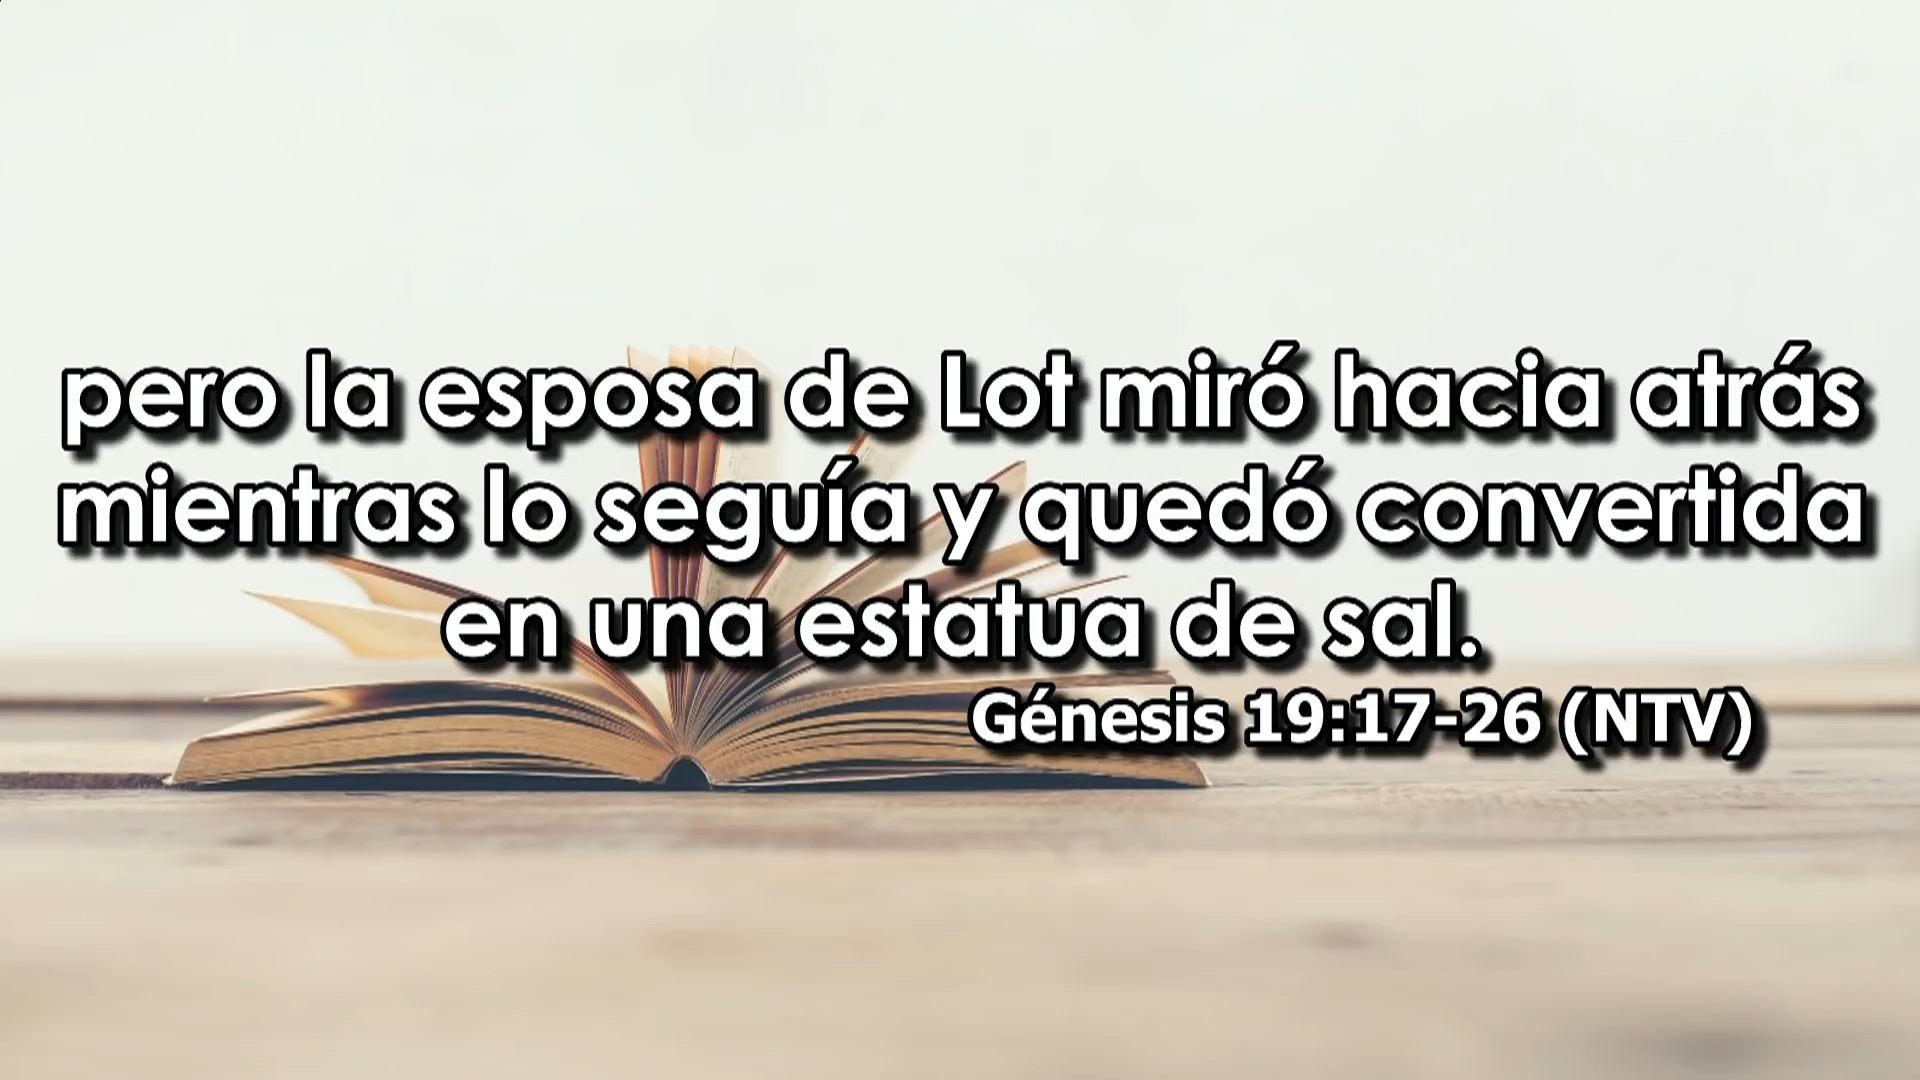 pero la esposa de Lot miró hacia atrás
mientras lo seguía y quedó convertida
en una estatua de sal.
Génesis 19:17-26 (NTV)